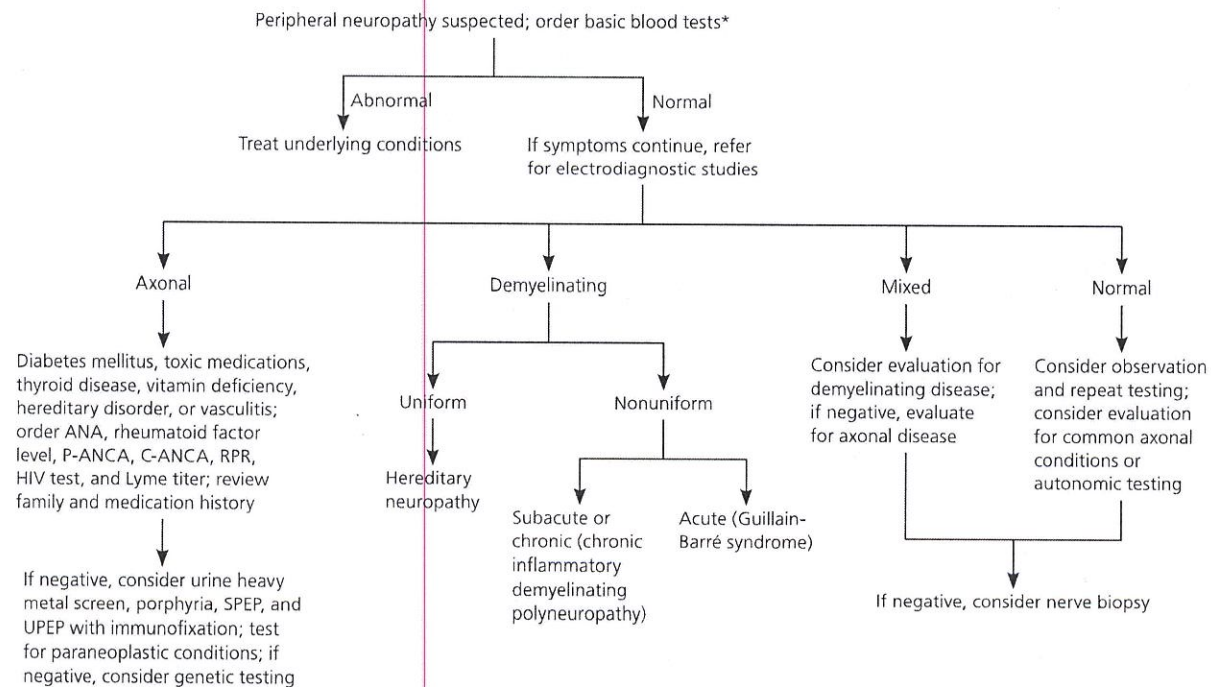 Peripheral neuropathy suspected; order basic blood tests*
Abnormal
Normal
Treat underlying conditions
If symptoms continue, refer
for electrodiagnostic studies
Axonal
Demyelinating
Mixed
Normal
Diabetes mellitus, toxic medications,
thyroid disease, vitamin deficiency,
hereditary disorder, or vasculitis;
order ANA, rheumatoid factor
level, P-ANCA, C-ANCA, RPR,
HIV test, and Lyme titer; review
family and medication history
If negative, consider urine heavy
metal screen, porphyria, SPEP, and
UPEP with immunofixation; test
for paraneoplastic conditions; if
negative, consider genetic testing
Uniform
Nonuniform
Hereditary
neuropathy
Subacute or
chronic (chronic
inflammatory
demyelinating
polyneuropathy)
Acute (Guillain-
Barré syndrome)
Consider evaluation for
demyelinating disease;
if negative, evaluate
for axonal disease
Consider observation
and repeat testing;
consider evaluation
for common axonal
conditions or
autonomic testing
If negative, consider nerve biopsy